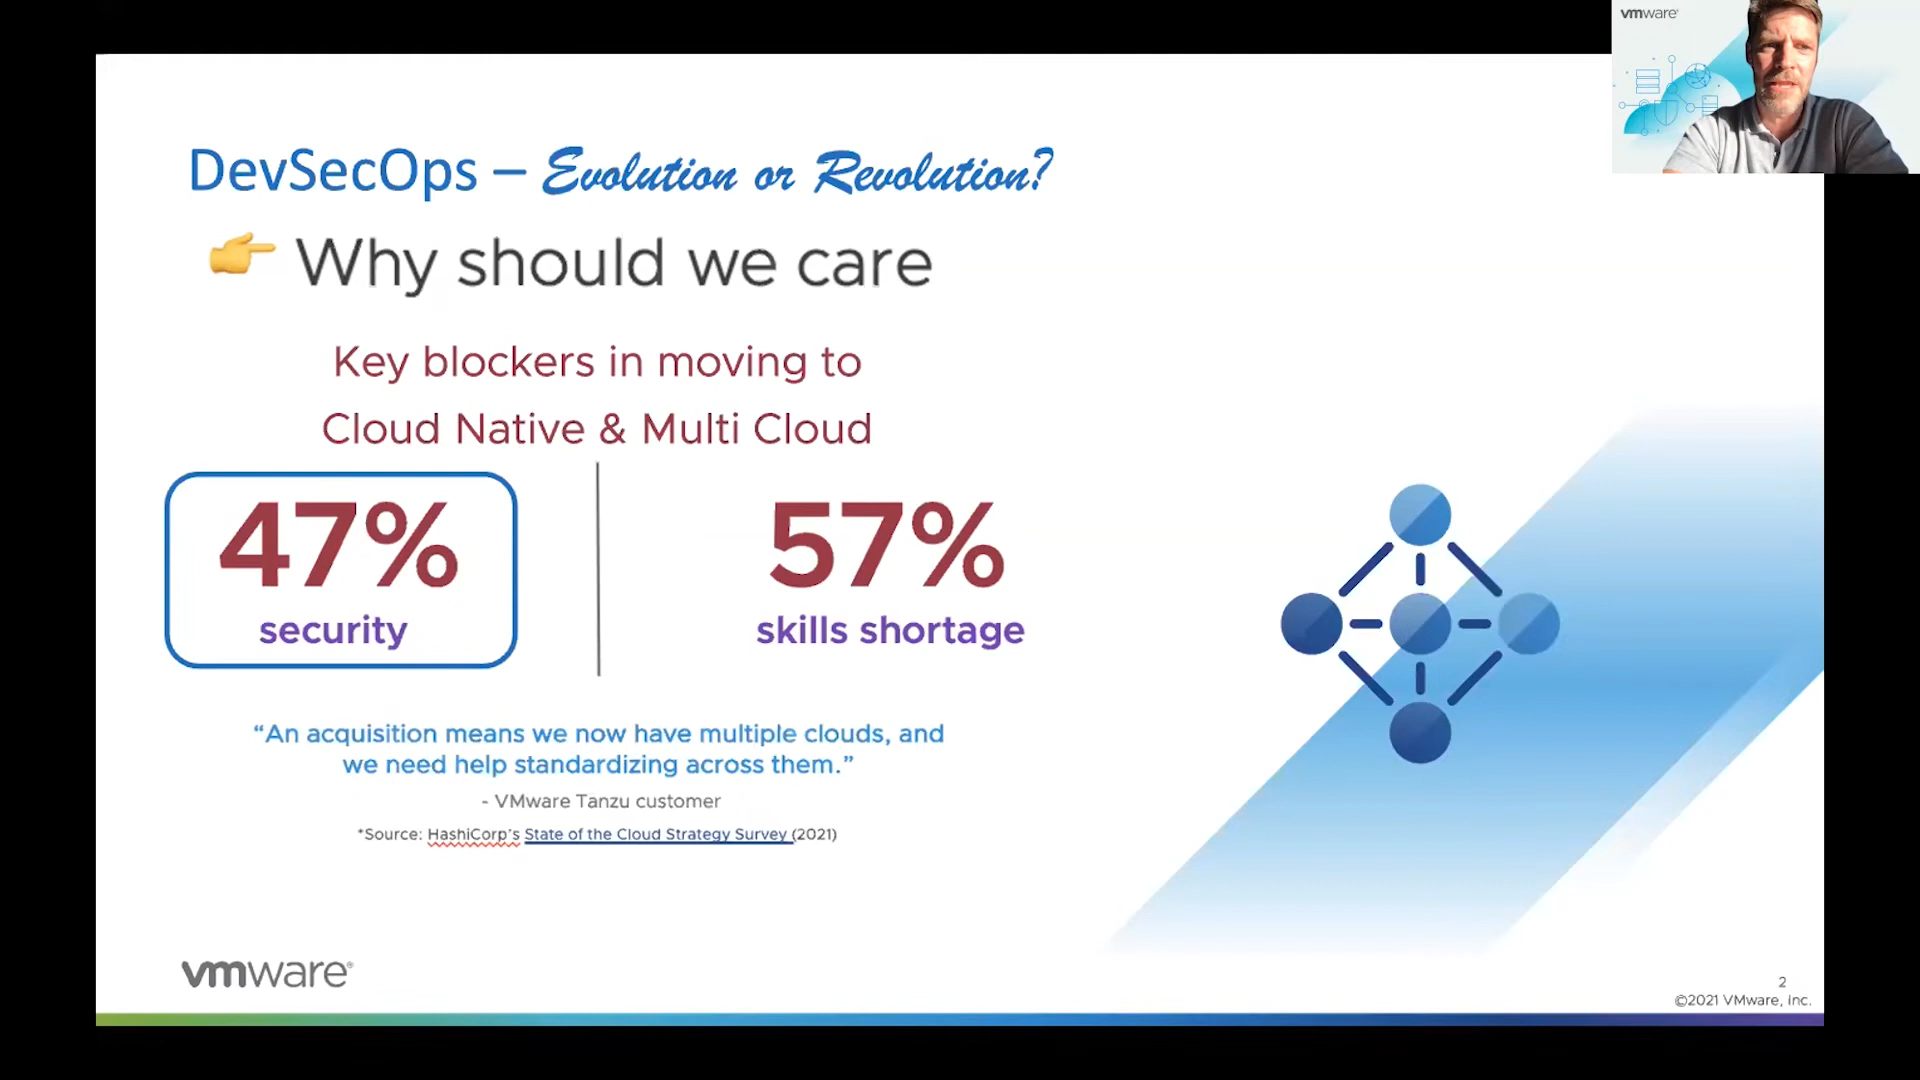 vmware®
DevSecOps – Evolution or Revolution?
👉 Why should we care
Key blockers in moving to
Cloud Native & Multi Cloud
47%
security
57%
skills shortage
“An acquisition means we now have multiple clouds, and
we need help standardizing across them.”
- VMware Tanzu customer
*Source: HashiCorp’s State of the Cloud Strategy Survey (2021)
vmware®
2
©2021 VMware, Inc.